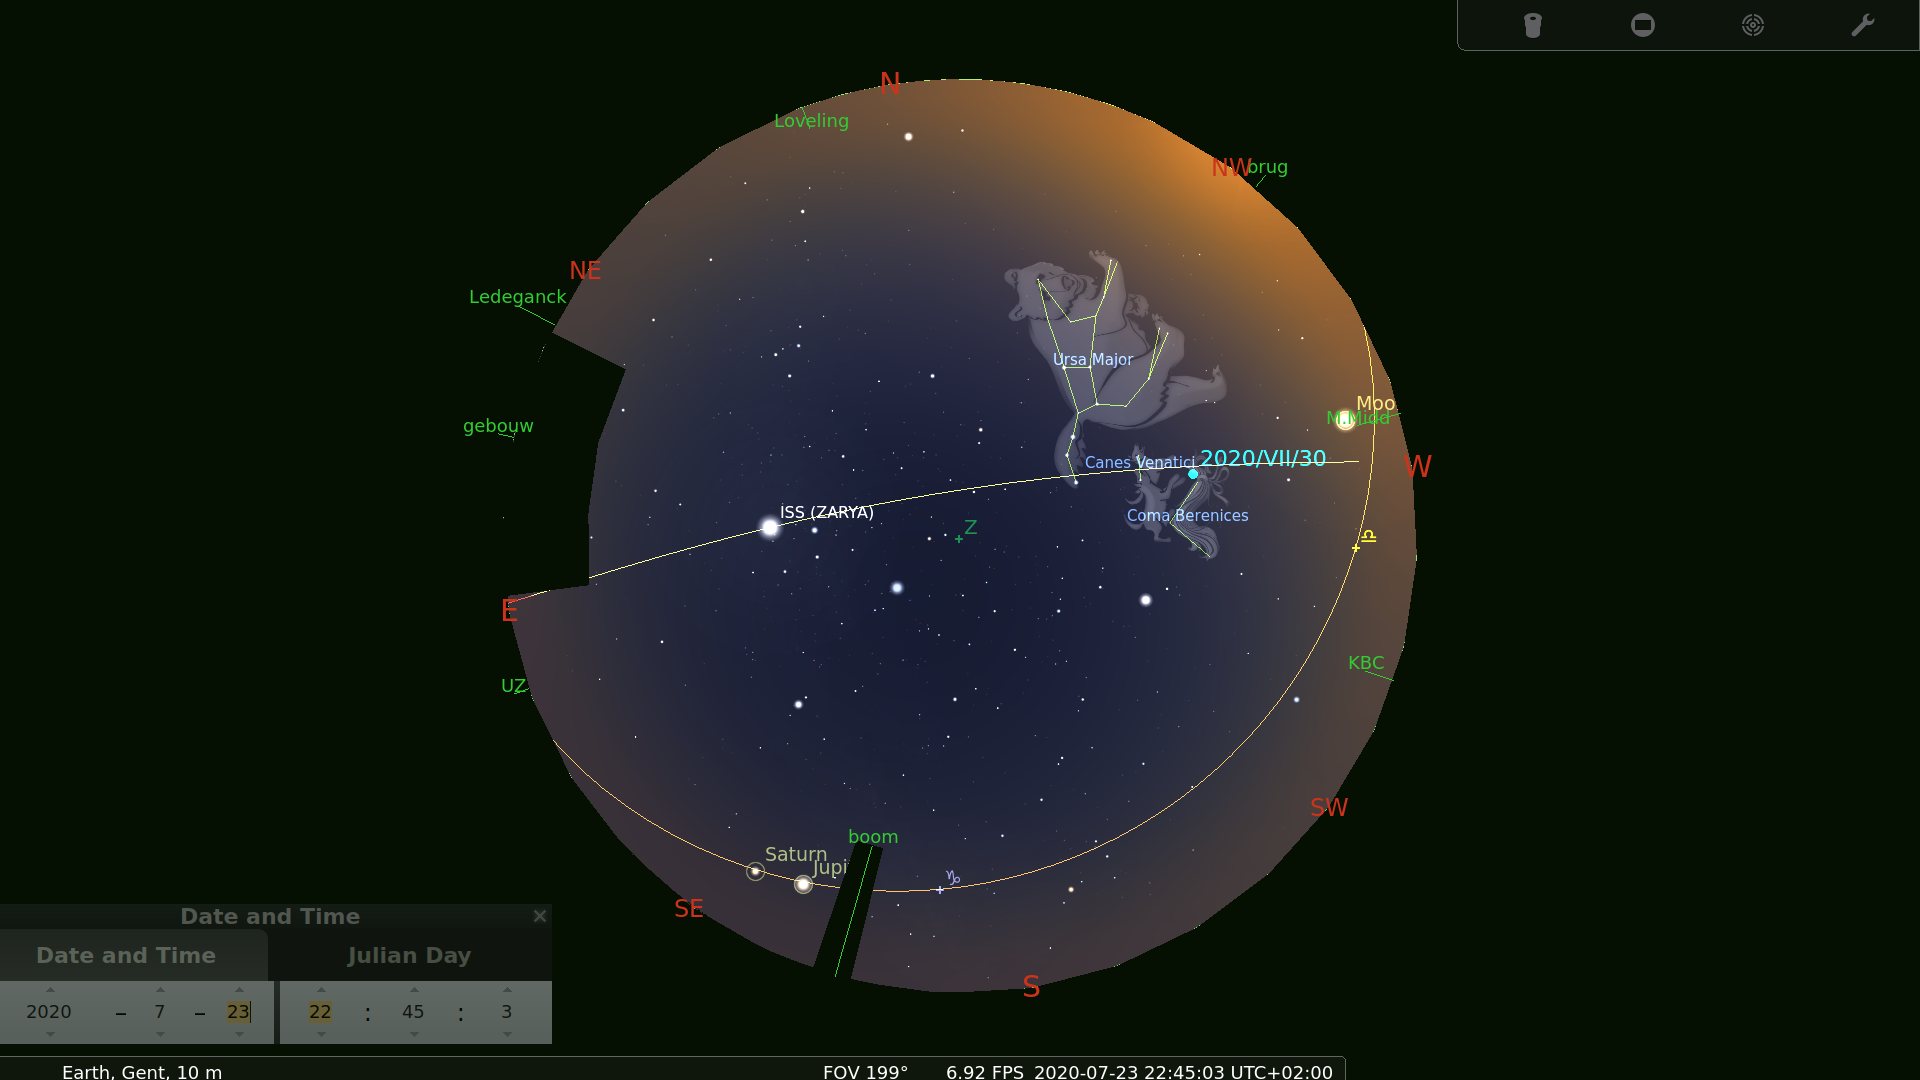 N
Loveling
NW
brug
NE
Ledeganck
Ursa Major
Moo
M.Midd
gebouw
2020/VII/30
Canes Venatici
W
ISS (ZARYA)
Coma Berenices
Z
♎
E
KBC
UZ
SW
boom
Saturn
Jupi
♑
SE
S
Date and Time ×
Date and Time Julian Day
2020 – 7 – 23 22 : 45 : 3
Earth, Gent, 10 m FOV 199° 6.92 FPS 2020-07-23 22:45:03 UTC+02:00